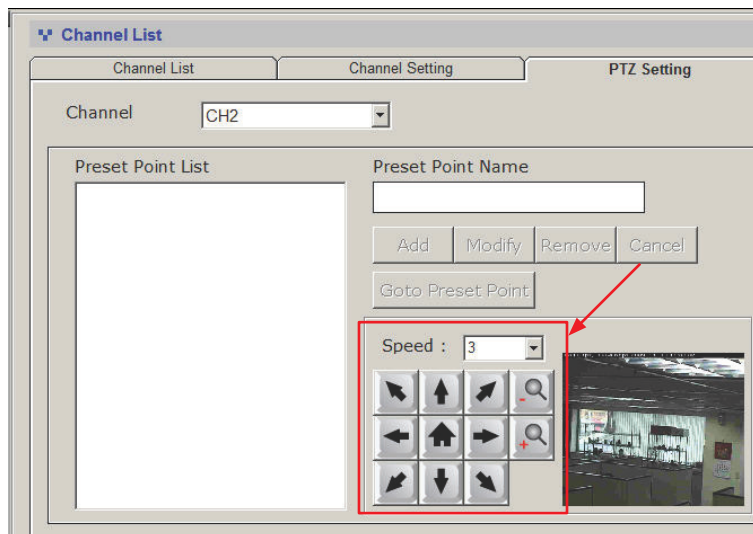 Channel List
Channel List
Channel Setting
PTZ Setting
Channel
CH2
Preset Point List
Preset Point Name
Add
Modify
Remove
Cancel
Goto Preset Point
Speed :
3
-
+